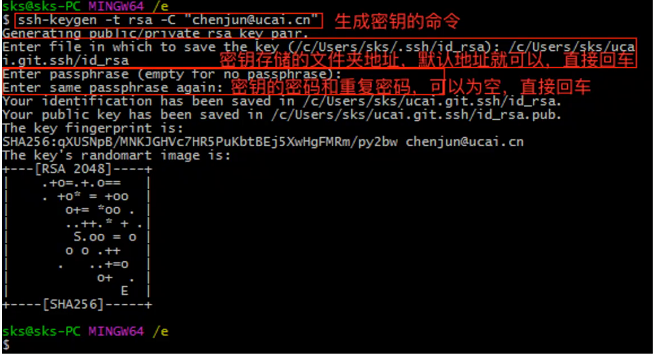 sks@sks-PC MINGW64 /e
$ ssh-keygen -t rsa -C "chenjun@ucai.cn" 生成密钥的命令
Generating public/private rsa key pair.
Enter file in which to save the key (/c/Users/sks/.ssh/id_rsa): /c/Users/sks/uca
i.git.ssh/id_rsa 密钥存储的文件夹地址，默认地址就可以，直接回车
Enter passphrase (empty for no passphrase):
Enter same passphrase again: 密钥的密码和重复密码，可以为空，直接回车
Your identification has been saved in /c/Users/sks/ucai.git.ssh/id_rsa.
Your public key has been saved in /c/Users/sks/ucai.git.ssh/id_rsa.pub.
The key fingerprint is:
SHA256:qXUSNpB/MNKJGHVc7HR5PuKbtBEj5XwHgFMRm/py2bw chenjun@ucai.cn
The key's randomart image is:
+---[RSA 2048]----+
|    .+o=.+.o==   |
|    . +o* = +oo  |
|       o+= *oo . |
|       ..++.* + .|
|        S.oo = o |
|       o o .++   |
|      .   ..+=o  |
|           o+  . |
|              E  |
+----[SHA256]-----+
sks@sks-PC MINGW64 /e
$